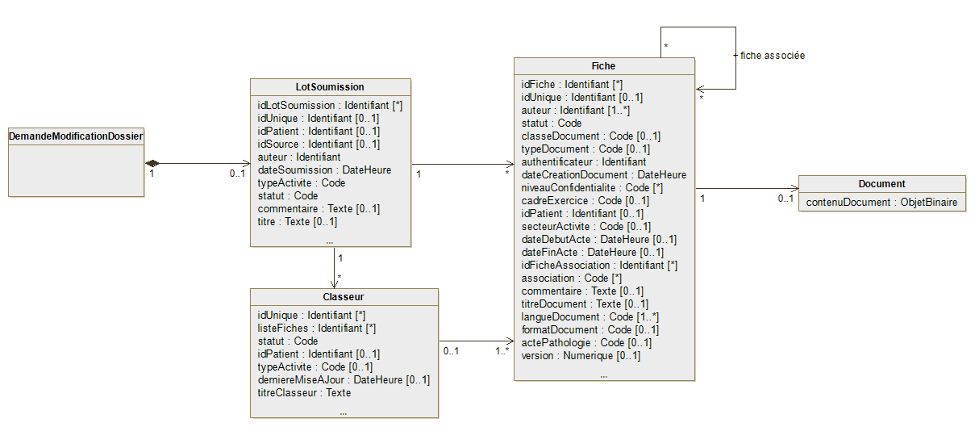 DemandeModificationDossier
1
0..1
LotSoumission
idLotSoumission : Identifiant [*]
idUnique : Identifiant [0..1]
idPatient : Identifiant [0..1]
idSource : Identifiant [0..1]
auteur : Identifiant
dateSoumission : DateHeure
typeActivite : Code
statut : Code
commentaire : Texte [0..1]
titre : Texte [0..1]
...
1
*
1
*
Classeur
idUnique : Identifiant [*]
listeFiches : Identifiant [*]
statut : Code
idPatient : Identifiant [0..1]
typeActivite : Code [0..1]
derniereMiseAJour : DateHeure [0..1]
titreClasseur : Texte
...
0..1
1..*
Fiche
idFiche : Identifiant [*]
idUnique : Identifiant [0..1]
auteur : Identifiant [1..*]
statut : Code
classeDocument : Code [0..1]
typeDocument : Code [0..1]
authentificateur : Identifiant
dateCreationDocument : DateHeure
niveauConfidentialite : Code [*]
cadreExercice : Code [0..1]
idPatient : Identifiant [0..1]
secteurActivite : Code [0..1]
dateDebutActe : DateHeure [0..1]
dateFinActe : DateHeure [0..1]
idFicheAssociation : Identifiant [*]
association : Code [*]
commentaire : Texte [0..1]
titreDocument : Texte [0..1]
langueDocument : Code [1..*]
formatDocument : Code [0..1]
actePathologie : Code [0..1]
version : Numerique [0..1]
...
*
+ fiche associée
*
1
0..1
Document
contenuDocument : ObjetBinaire